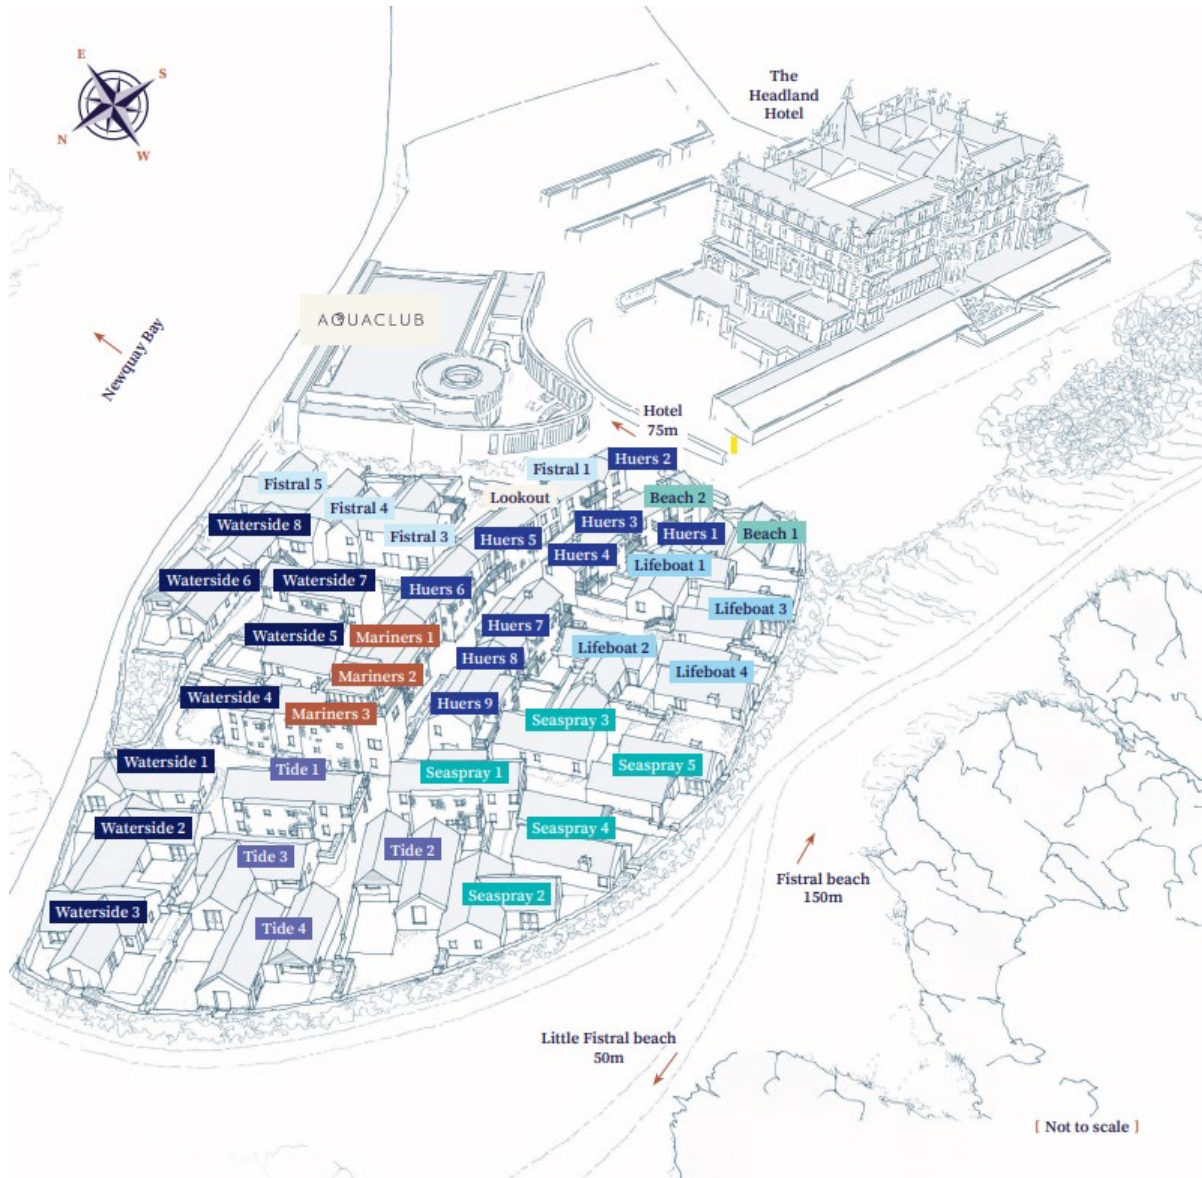 E
S
N
W
The
Headland
Hotel
AQUACLUB
Newquay Bay
Hotel
75m
Huers 2
Fistral 1
Fistral 5
Lookout
Beach 2
Fistral 4
Waterside 8
Huers 3
Fistral 3
Huers 5
Huers 1
Beach 1
Huers 4
Lifeboat 1
Waterside 6
Waterside 7
Huers 6
Lifeboat 3
Huers 7
Waterside 5
Mariners 1
Lifeboat 2
Huers 8
Lifeboat 4
Mariners 2
Waterside 4
Huers 9
Mariners 3
Seaspray 3
Waterside 1
Tide 1
Seaspray 1
Seaspray 5
Waterside 2
Seaspray 4
Tide 3
Tide 2
Fistral beach
150m
Seaspray 2
Waterside 3
Tide 4
Little Fistral beach
50m
[ Not to scale ]